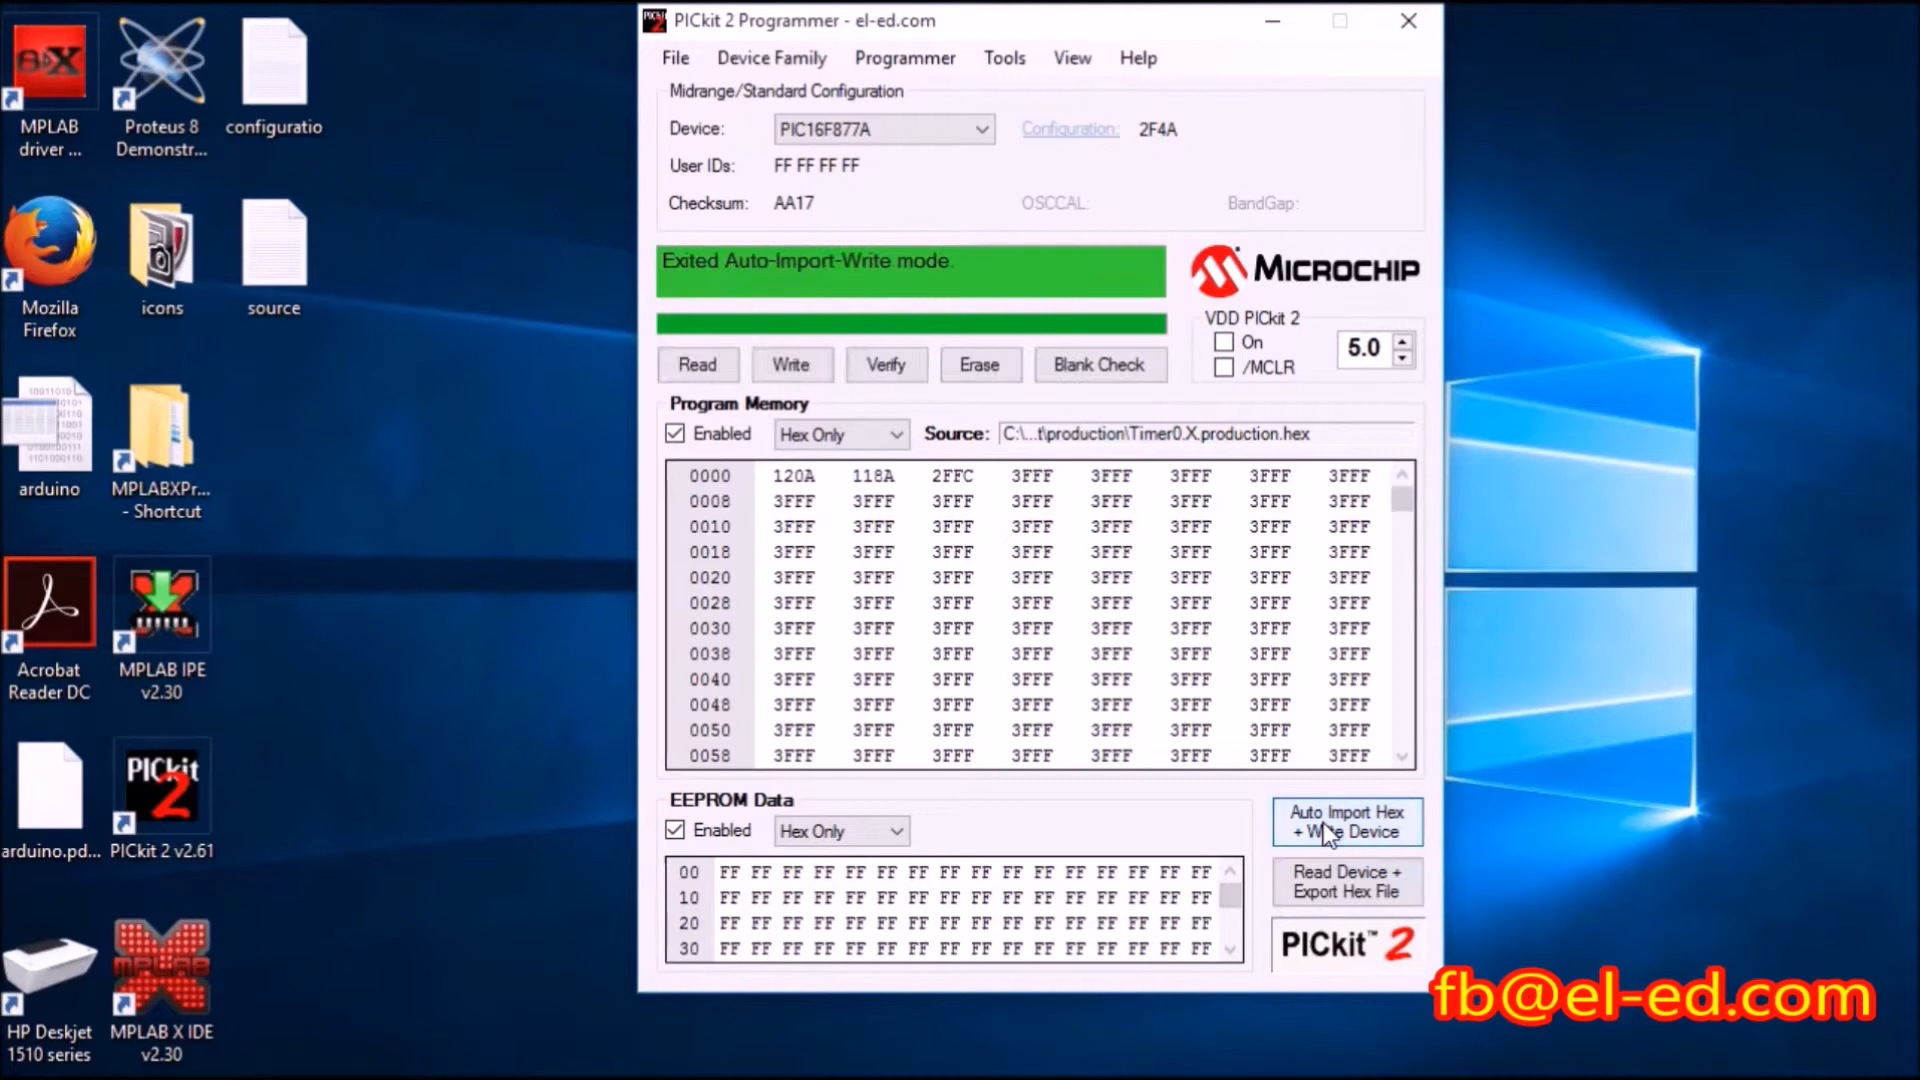 MPLAB
driver ...
Proteus 8
Demonstr...
configuratio
Mozilla
Firefox
icons
source
arduino
MPLABXPr...
- Shortcut
Acrobat
Reader DC
MPLAB IPE
v2.30
arduino.pd...
PICkit
2
PICkit 2 v2.61
HP Deskjet
1510 series
MPLAB X IDE
v2.30
PICkit 2 Programmer - el-ed.com
File Device Family Programmer Tools View Help
Midrange/Standard Configuration
Device: PIC16F877A Configuration: 2F4A
User IDs: FF FF FF FF
Checksum: AA17 OSCCAL: BandGap:
Exited Auto-Import-Write mode.
MICROCHIP
VDD PICkit 2
On
/MCLR
5.0
Read Write Verify Erase Blank Check
Program Memory
Enabled Hex Only Source: C:\...t\production\Timer0.X.production.hex
0000 120A 118A 2FFC 3FFF 3FFF 3FFF 3FFF 3FFF
0008 3FFF 3FFF 3FFF 3FFF 3FFF 3FFF 3FFF 3FFF
0010 3FFF 3FFF 3FFF 3FFF 3FFF 3FFF 3FFF 3FFF
0018 3FFF 3FFF 3FFF 3FFF 3FFF 3FFF 3FFF 3FFF
0020 3FFF 3FFF 3FFF 3FFF 3FFF 3FFF 3FFF 3FFF
0028 3FFF 3FFF 3FFF 3FFF 3FFF 3FFF 3FFF 3FFF
0030 3FFF 3FFF 3FFF 3FFF 3FFF 3FFF 3FFF 3FFF
0038 3FFF 3FFF 3FFF 3FFF 3FFF 3FFF 3FFF 3FFF
0040 3FFF 3FFF 3FFF 3FFF 3FFF 3FFF 3FFF 3FFF
0048 3FFF 3FFF 3FFF 3FFF 3FFF 3FFF 3FFF 3FFF
0050 3FFF 3FFF 3FFF 3FFF 3FFF 3FFF 3FFF 3FFF
0058 3FFF 3FFF 3FFF 3FFF 3FFF 3FFF 3FFF 3FFF
EEPROM Data
Enabled Hex Only
00 FF FF FF FF FF FF FF FF FF FF FF FF FF FF FF FF
10 FF FF FF FF FF FF FF FF FF FF FF FF FF FF FF FF
20 FF FF FF FF FF FF FF FF FF FF FF FF FF FF FF FF
30 FF FF FF FF FF FF FF FF FF FF FF FF FF FF FF FF
Auto Import Hex
+ Write Device
Read Device +
Export Hex File
PICkit™ 2
fb@el-ed.com